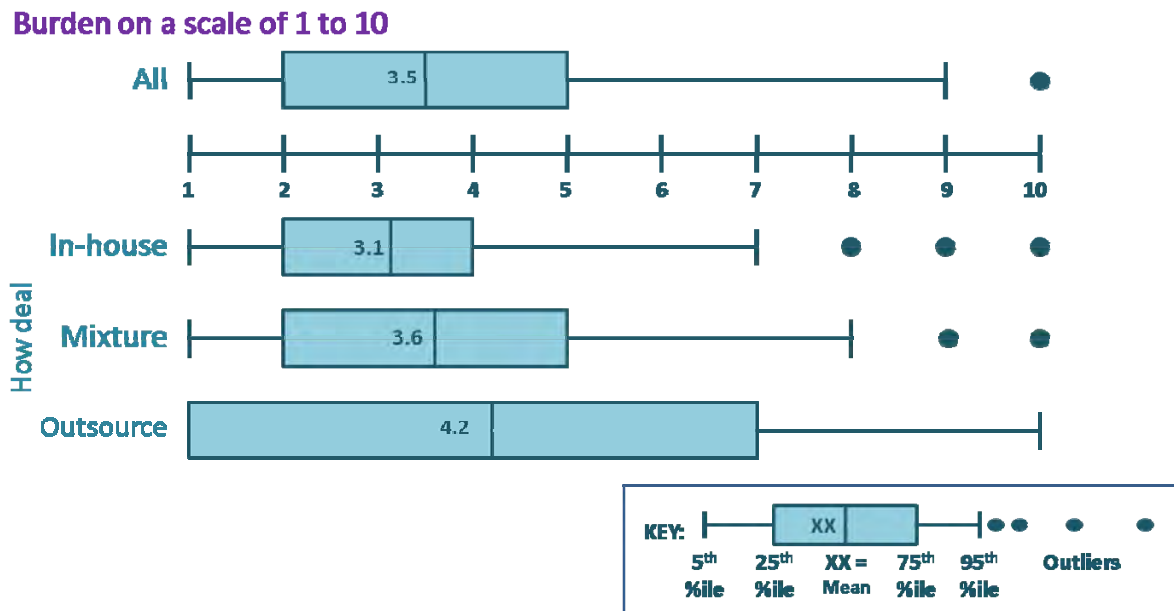 Burden on a scale of 1 to 10
All
3.5
1 2 3 4 5 6 7 8 9 10
In-house
3.1
How deal
Mixture
3.6
Outsource
4.2
KEY:
XX
5th 25th XX = 75th 95th Outliers
%ile %ile Mean %ile %ile